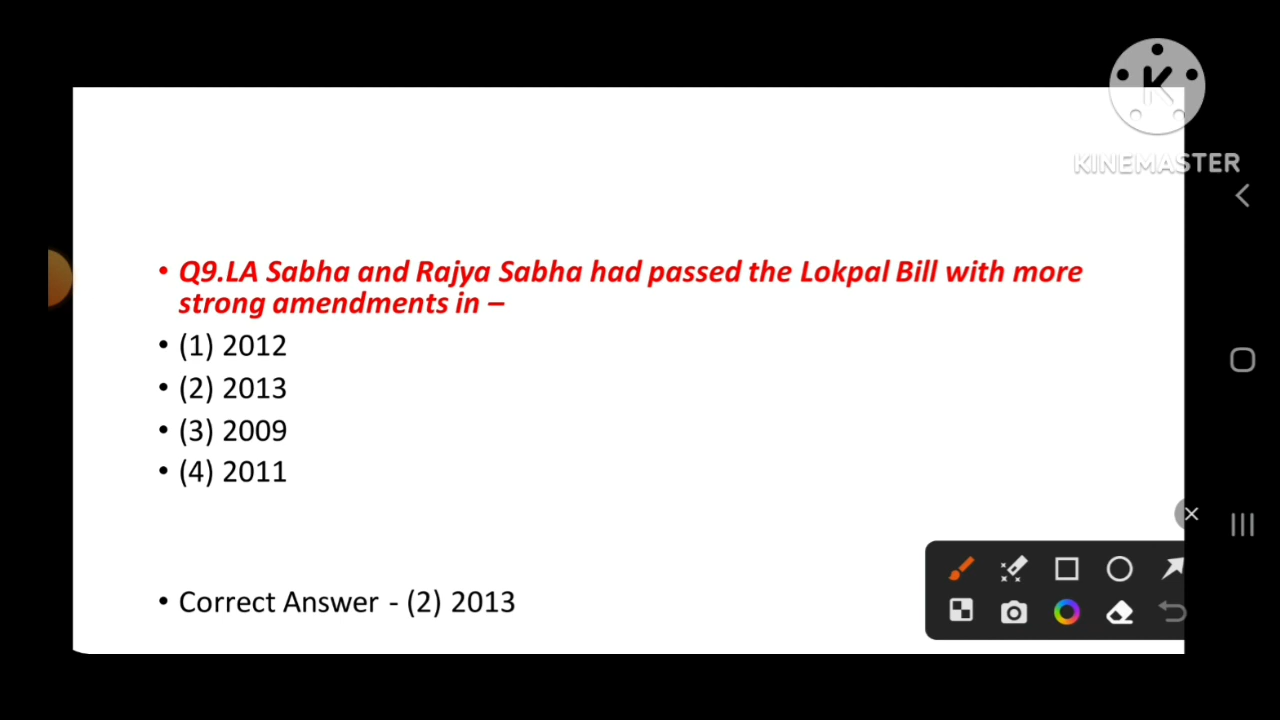 KINEMASTER
• Q9.LA Sabha and Rajya Sabha had passed the Lokpal Bill with more
strong amendments in –
• (1) 2012
• (2) 2013
• (3) 2009
• (4) 2011
• Correct Answer - (2) 2013